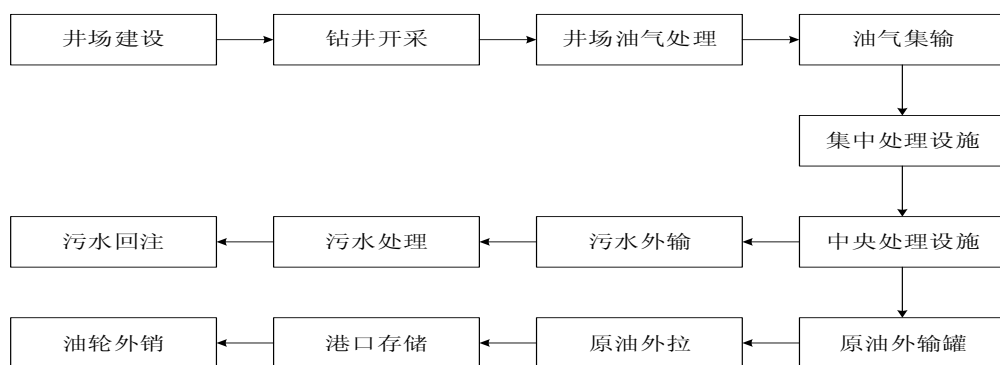 井场建设
钻井开采
井场油气处理
油气集输
集中处理设施
污水回注
污水处理
污水外输
中央处理设施
油轮外销
港口存储
原油外拉
原油外输罐